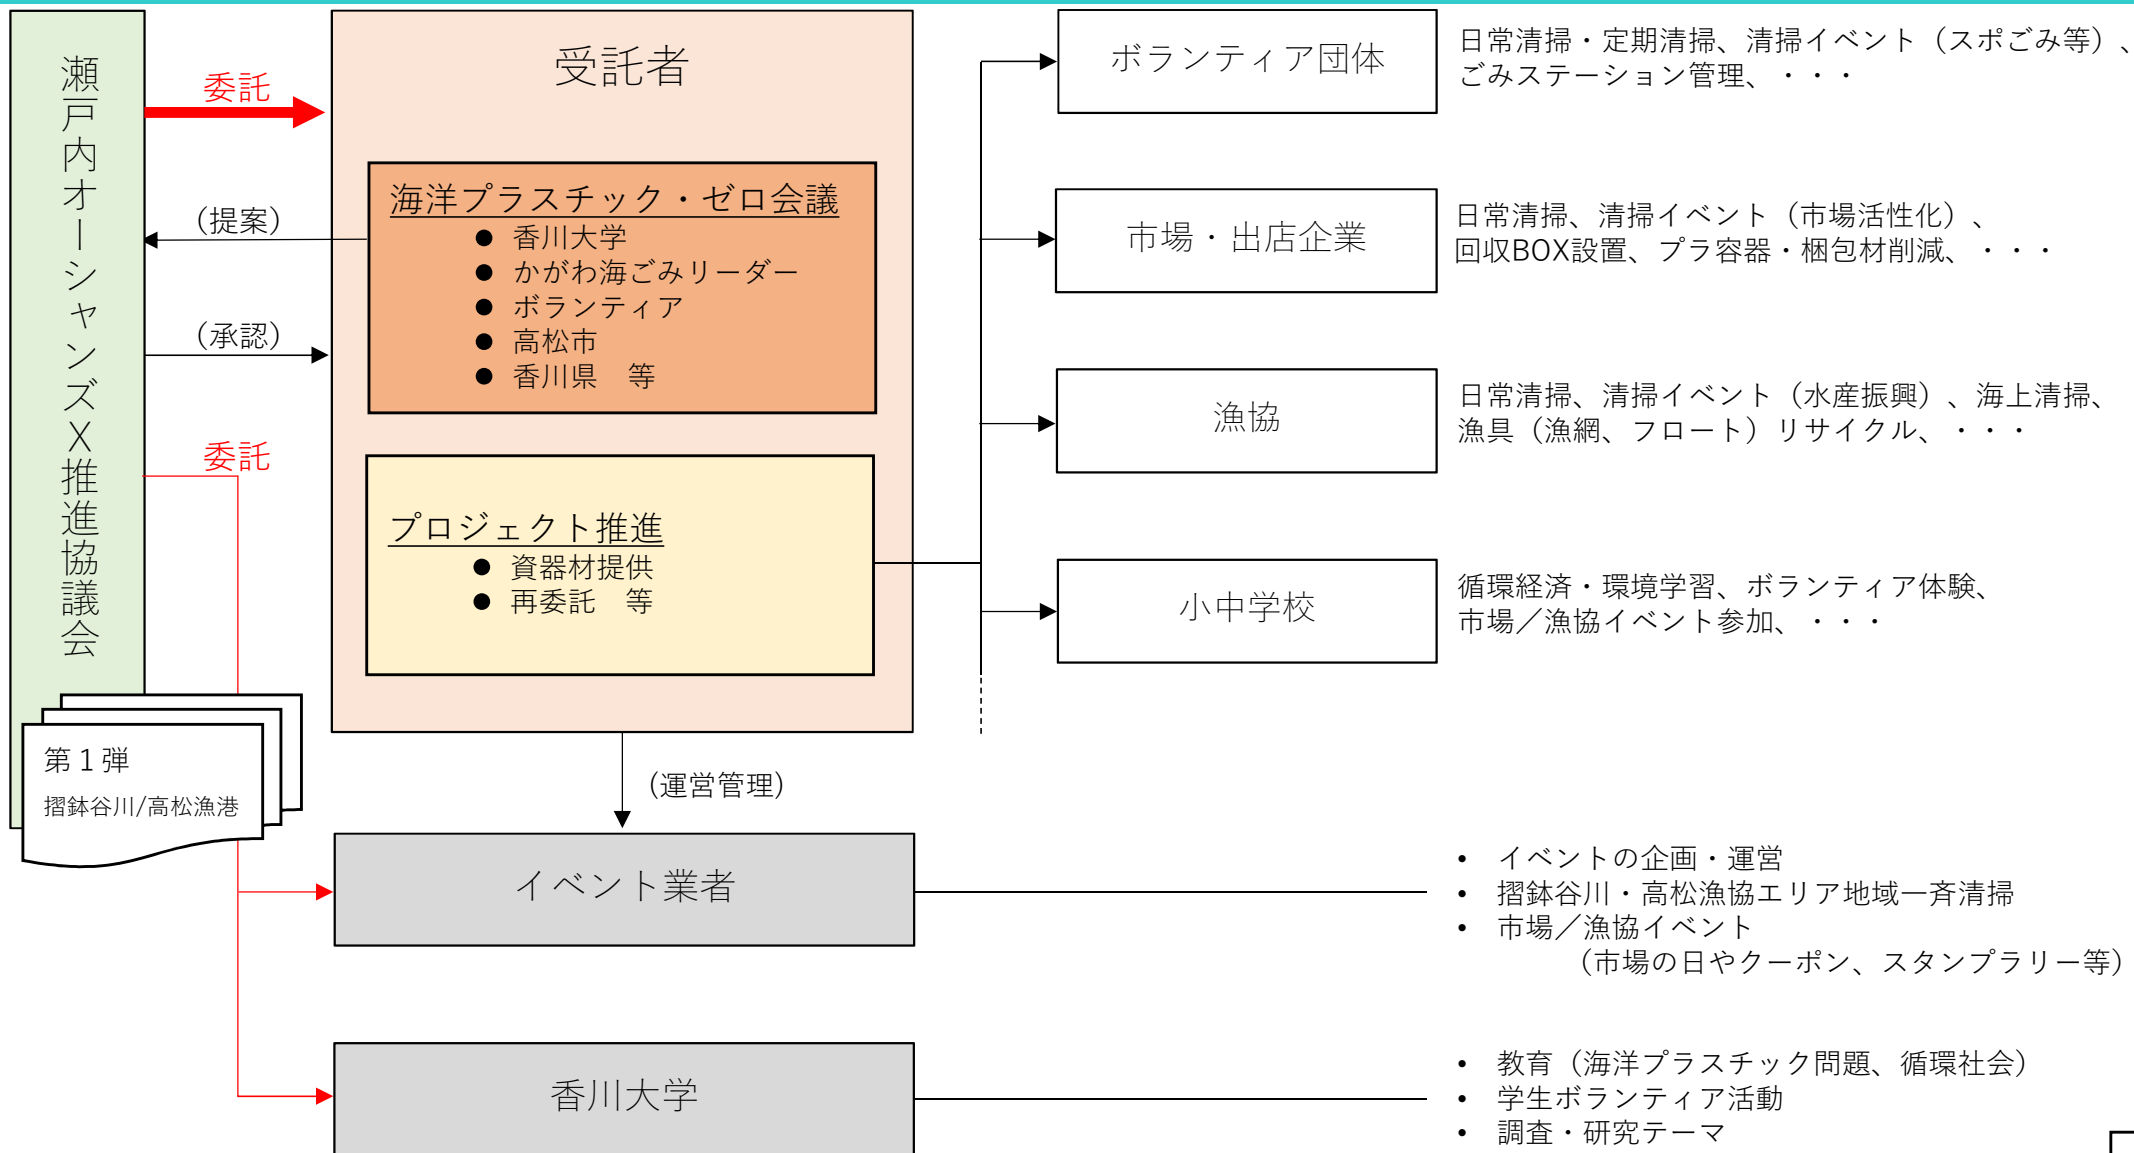 瀬戸内オーシャンズX推進協議会
委託
(提案)
(承認)
委託
第１弾
摺鉢谷川/高松漁港
受託者
海洋プラスチック・ゼロ会議
● 香川大学
● かがわ海ごみリーダー
● ボランティア
● 高松市
● 香川県　等
プロジェクト推進
● 資器材提供
● 再委託　等
(運営管理)
ボランティア団体
日常清掃・定期清掃、清掃イベント（スポごみ等）、
ごみステーション管理、・・・
市場・出店企業
日常清掃、清掃イベント（市場活性化）、
回収BOX設置、プラ容器・梱包材削減、・・・
漁協
日常清掃、清掃イベント（水産振興）、海上清掃、
漁具（漁網、フロート）リサイクル、・・・
小中学校
循環経済・環境学習、ボランティア体験、
市場／漁協イベント参加、・・・
イベント業者
• イベントの企画・運営
• 摺鉢谷川・高松漁協エリア地域一斉清掃
• 市場／漁協イベント
（市場の日やクーポン、スタンプラリー等）
香川大学
• 教育（海洋プラスチック問題、循環社会）
• 学生ボランティア活動
• 調査・研究テーマ